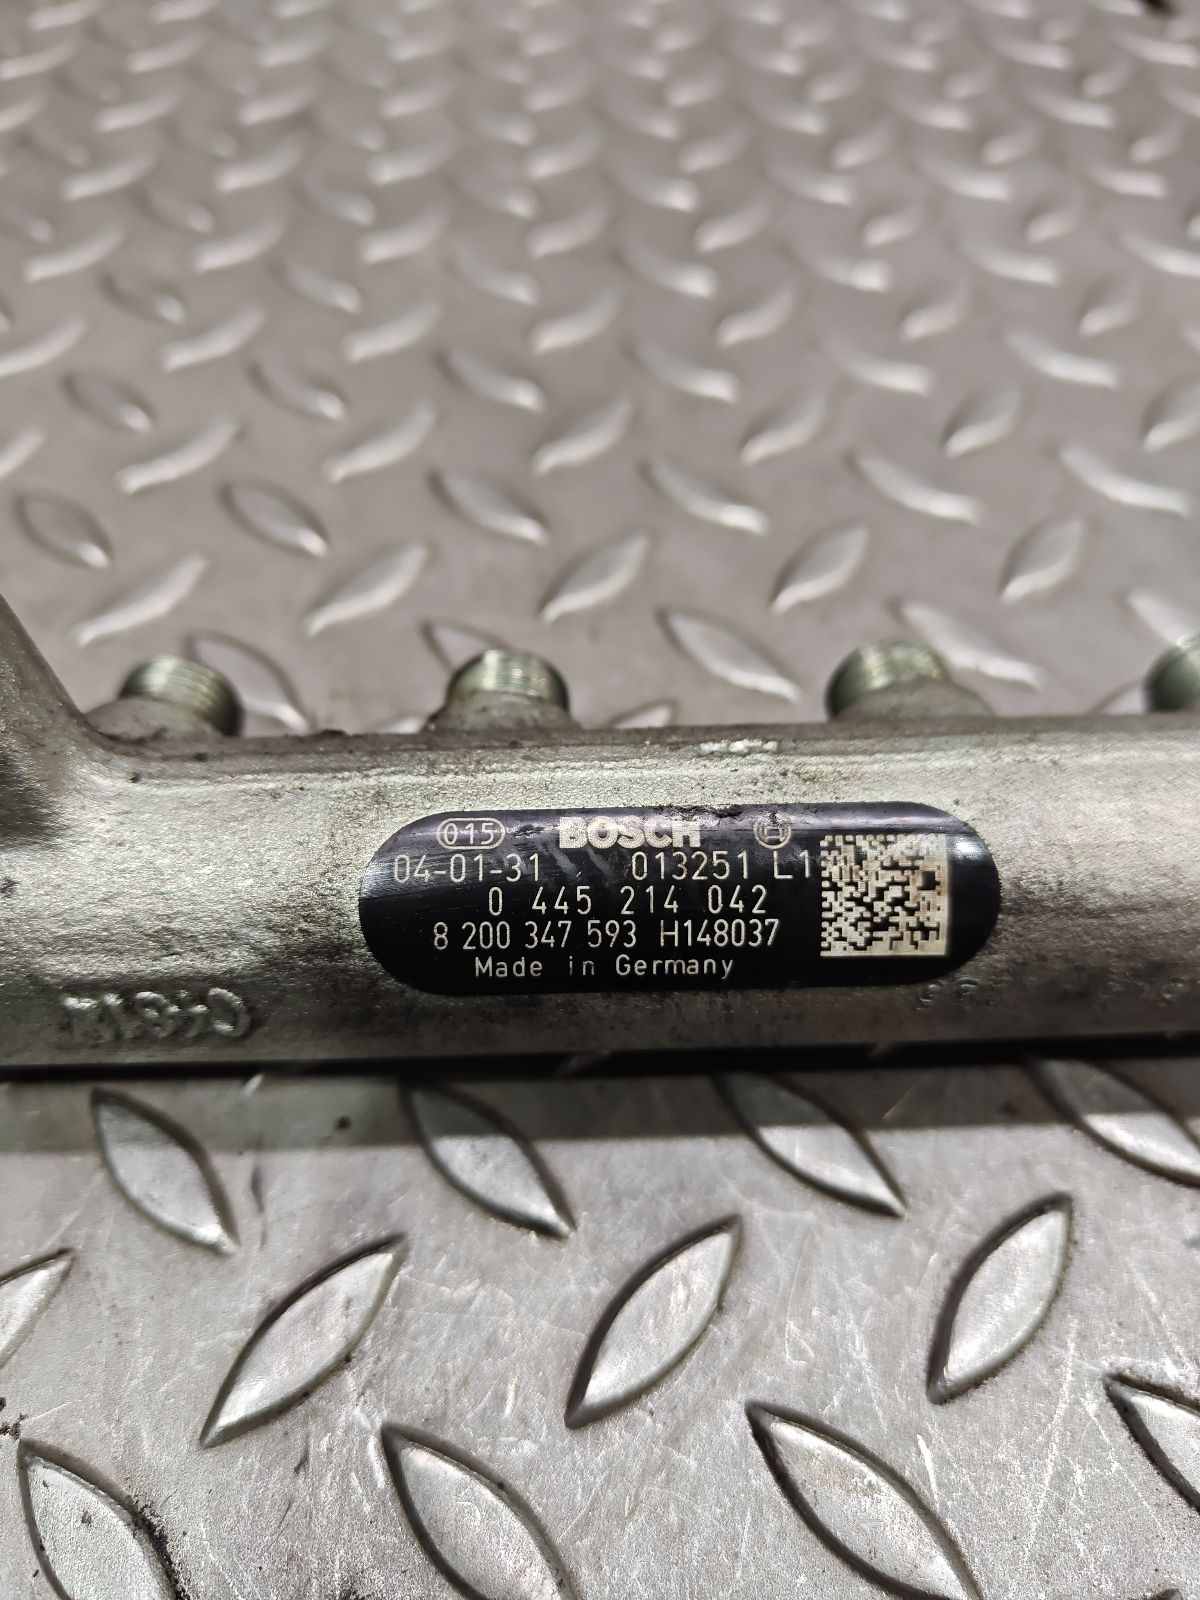 015 BOSCH
04-01-31 013251 L1
0 445 214 042
8 200 347 593 H148037
Made in Germany